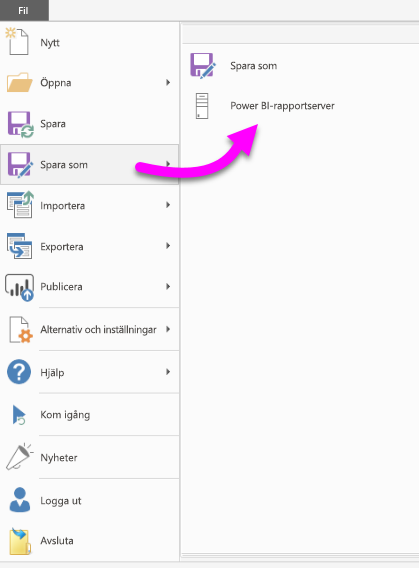 Fil
Nytt
Öppna
Spara
Spara som
Importera
Exportera
Publicera
Alternativ och inställningar
Hjälp
Kom igång
Nyheter
Logga ut
Avsluta
Spara som
Power BI-rapportserver